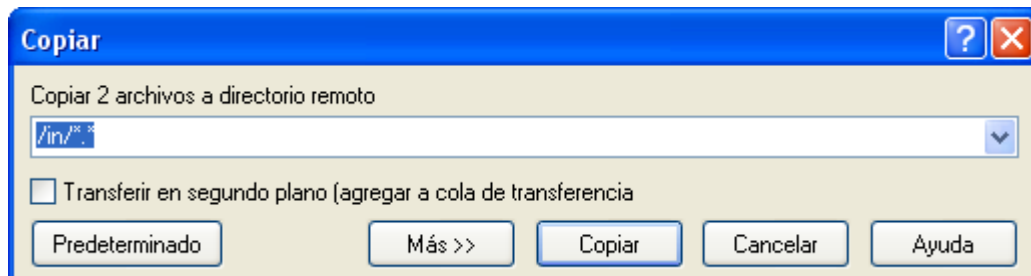 Copiar
Copiar 2 archivos a directorio remoto
/in/*.*
Transferir en segundo plano (agregar a cola de transferencia
Predeterminado Más >> Copiar Cancelar Ayuda